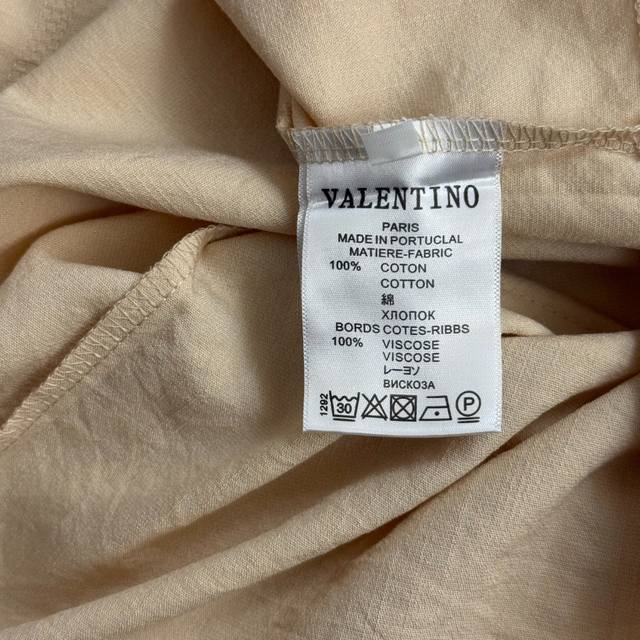 VALENTINO
PARIS
MADE IN PORTUCLAL
MATIERE-FABRIC
100% COTON
COTTON
綿
ХЛОПОК
BORDS COTES-RIBBS
100% VISCOSE
VISCOSE
レーヨソ
ВИСКОЗА
1292
30
P